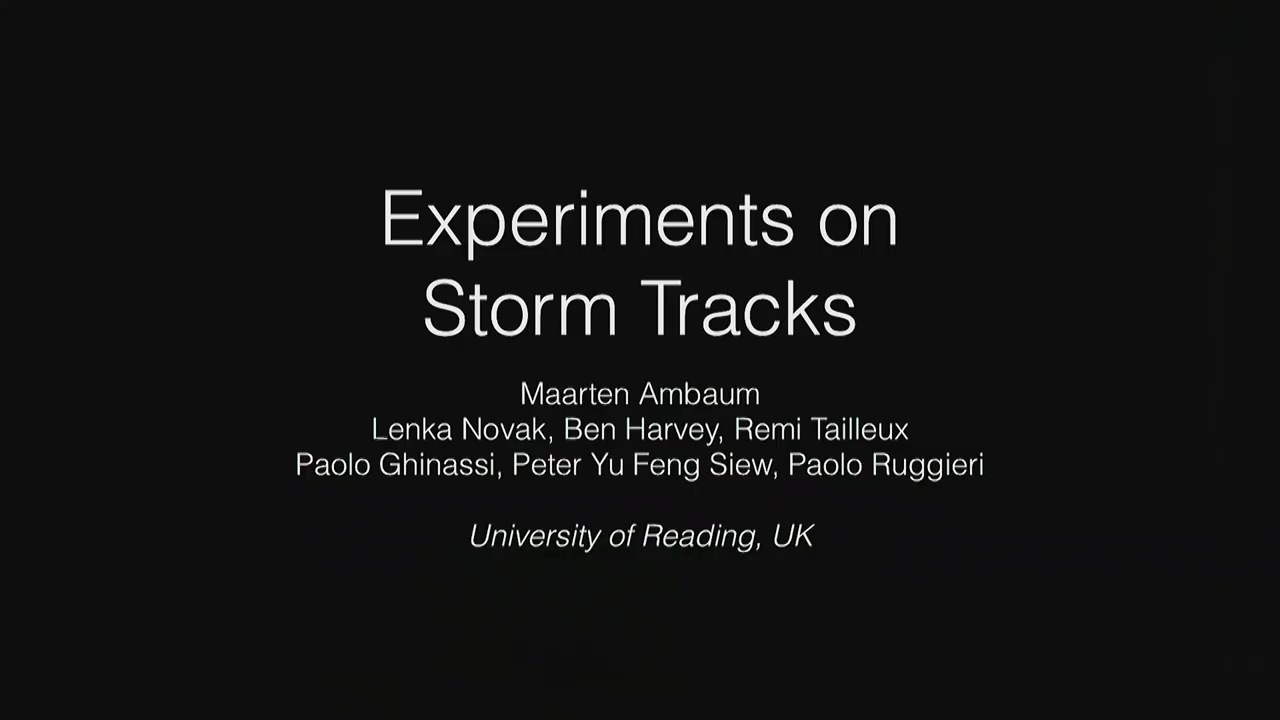 Experiments on
Storm Tracks
Maarten Ambaum
Lenka Novak, Ben Harvey, Remi Tailleux
Paolo Ghinassi, Peter Yu Feng Siew, Paolo Ruggieri
University of Reading, UK